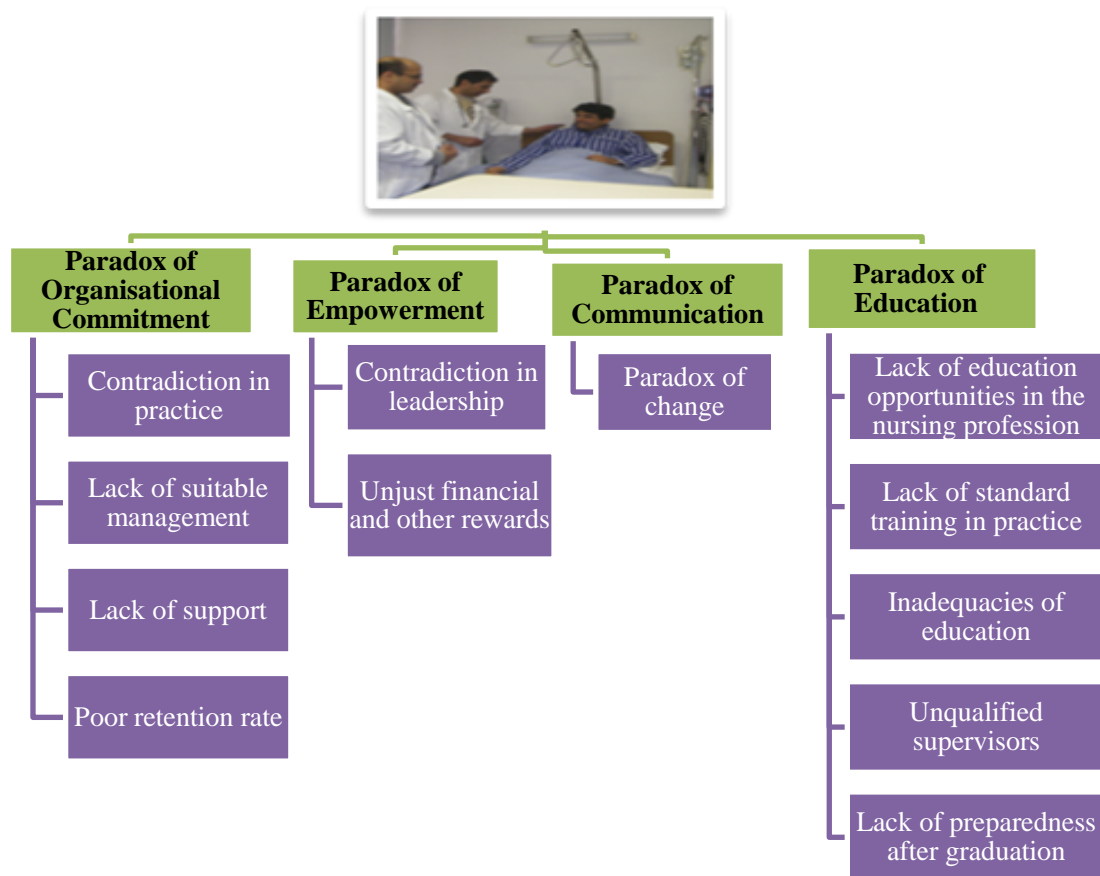 Paradox of
Organisational
Commitment
Contradiction in
practice
Lack of suitable
management
Lack of support
Poor retention rate
Paradox of
Empowerment
Contradiction in
leadership
Unjust financial
and other rewards
Paradox of
Communication
Paradox of
change
Paradox of
Education
Lack of education
opportunities in the
nursing profession
Lack of standard
training in practice
Inadequacies of
education
Unqualified
supervisors
Lack of preparedness
after graduation